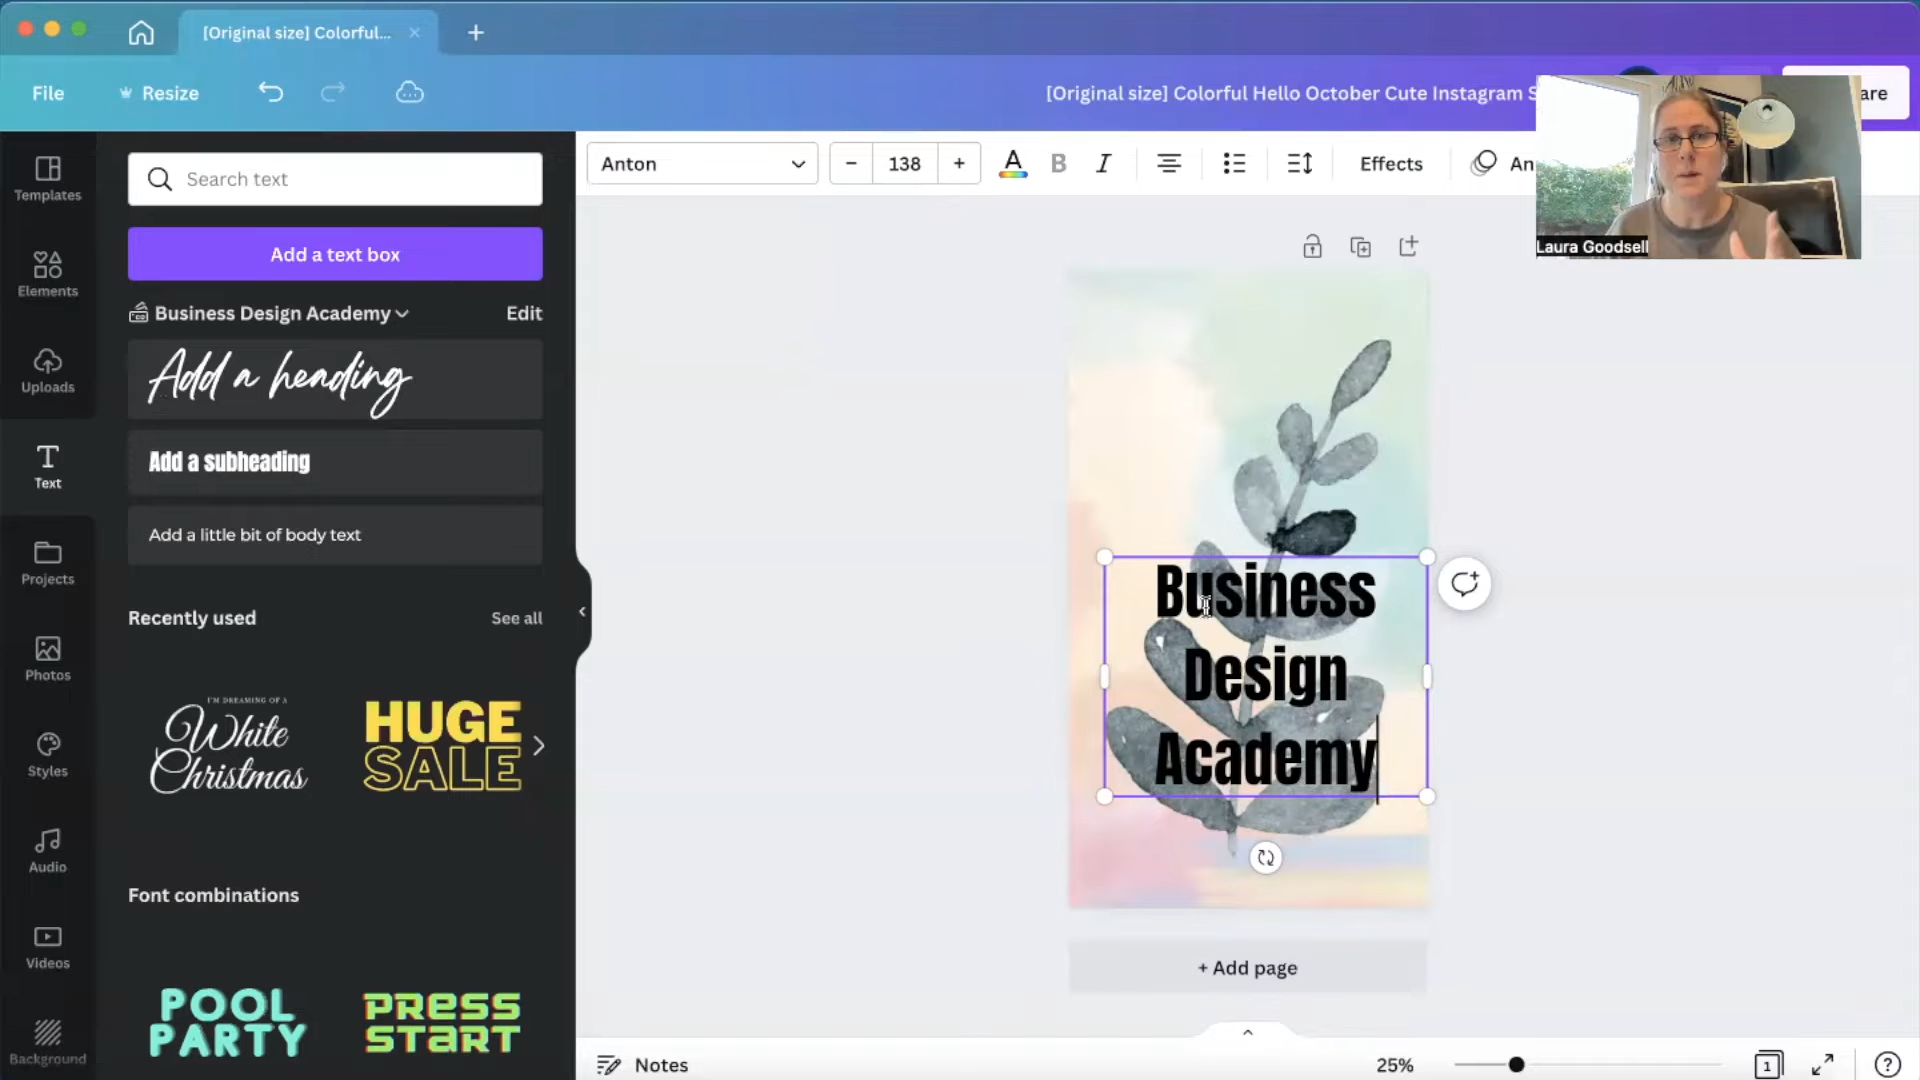 [Original size] Colorful...
File
Resize
[Original size] Colorful Hello October Cute Instagram S
are
Templates
Elements
Uploads
Text
Projects
Photos
Styles
Audio
Videos
Background
Search text
Add a text box
Business Design Academy
Edit
Add a heading
Add a subheading
Add a little bit of body text
Recently used
See all
I'M DREAMING OF A
White
Christmas
HUGE
SALE
Font combinations
POOL
PARTY
PRESS
START
Anton
138
A
B
I
Effects
An
Laura Goodsell
Business
Design
Academy
+ Add page
Notes
25%
1
?